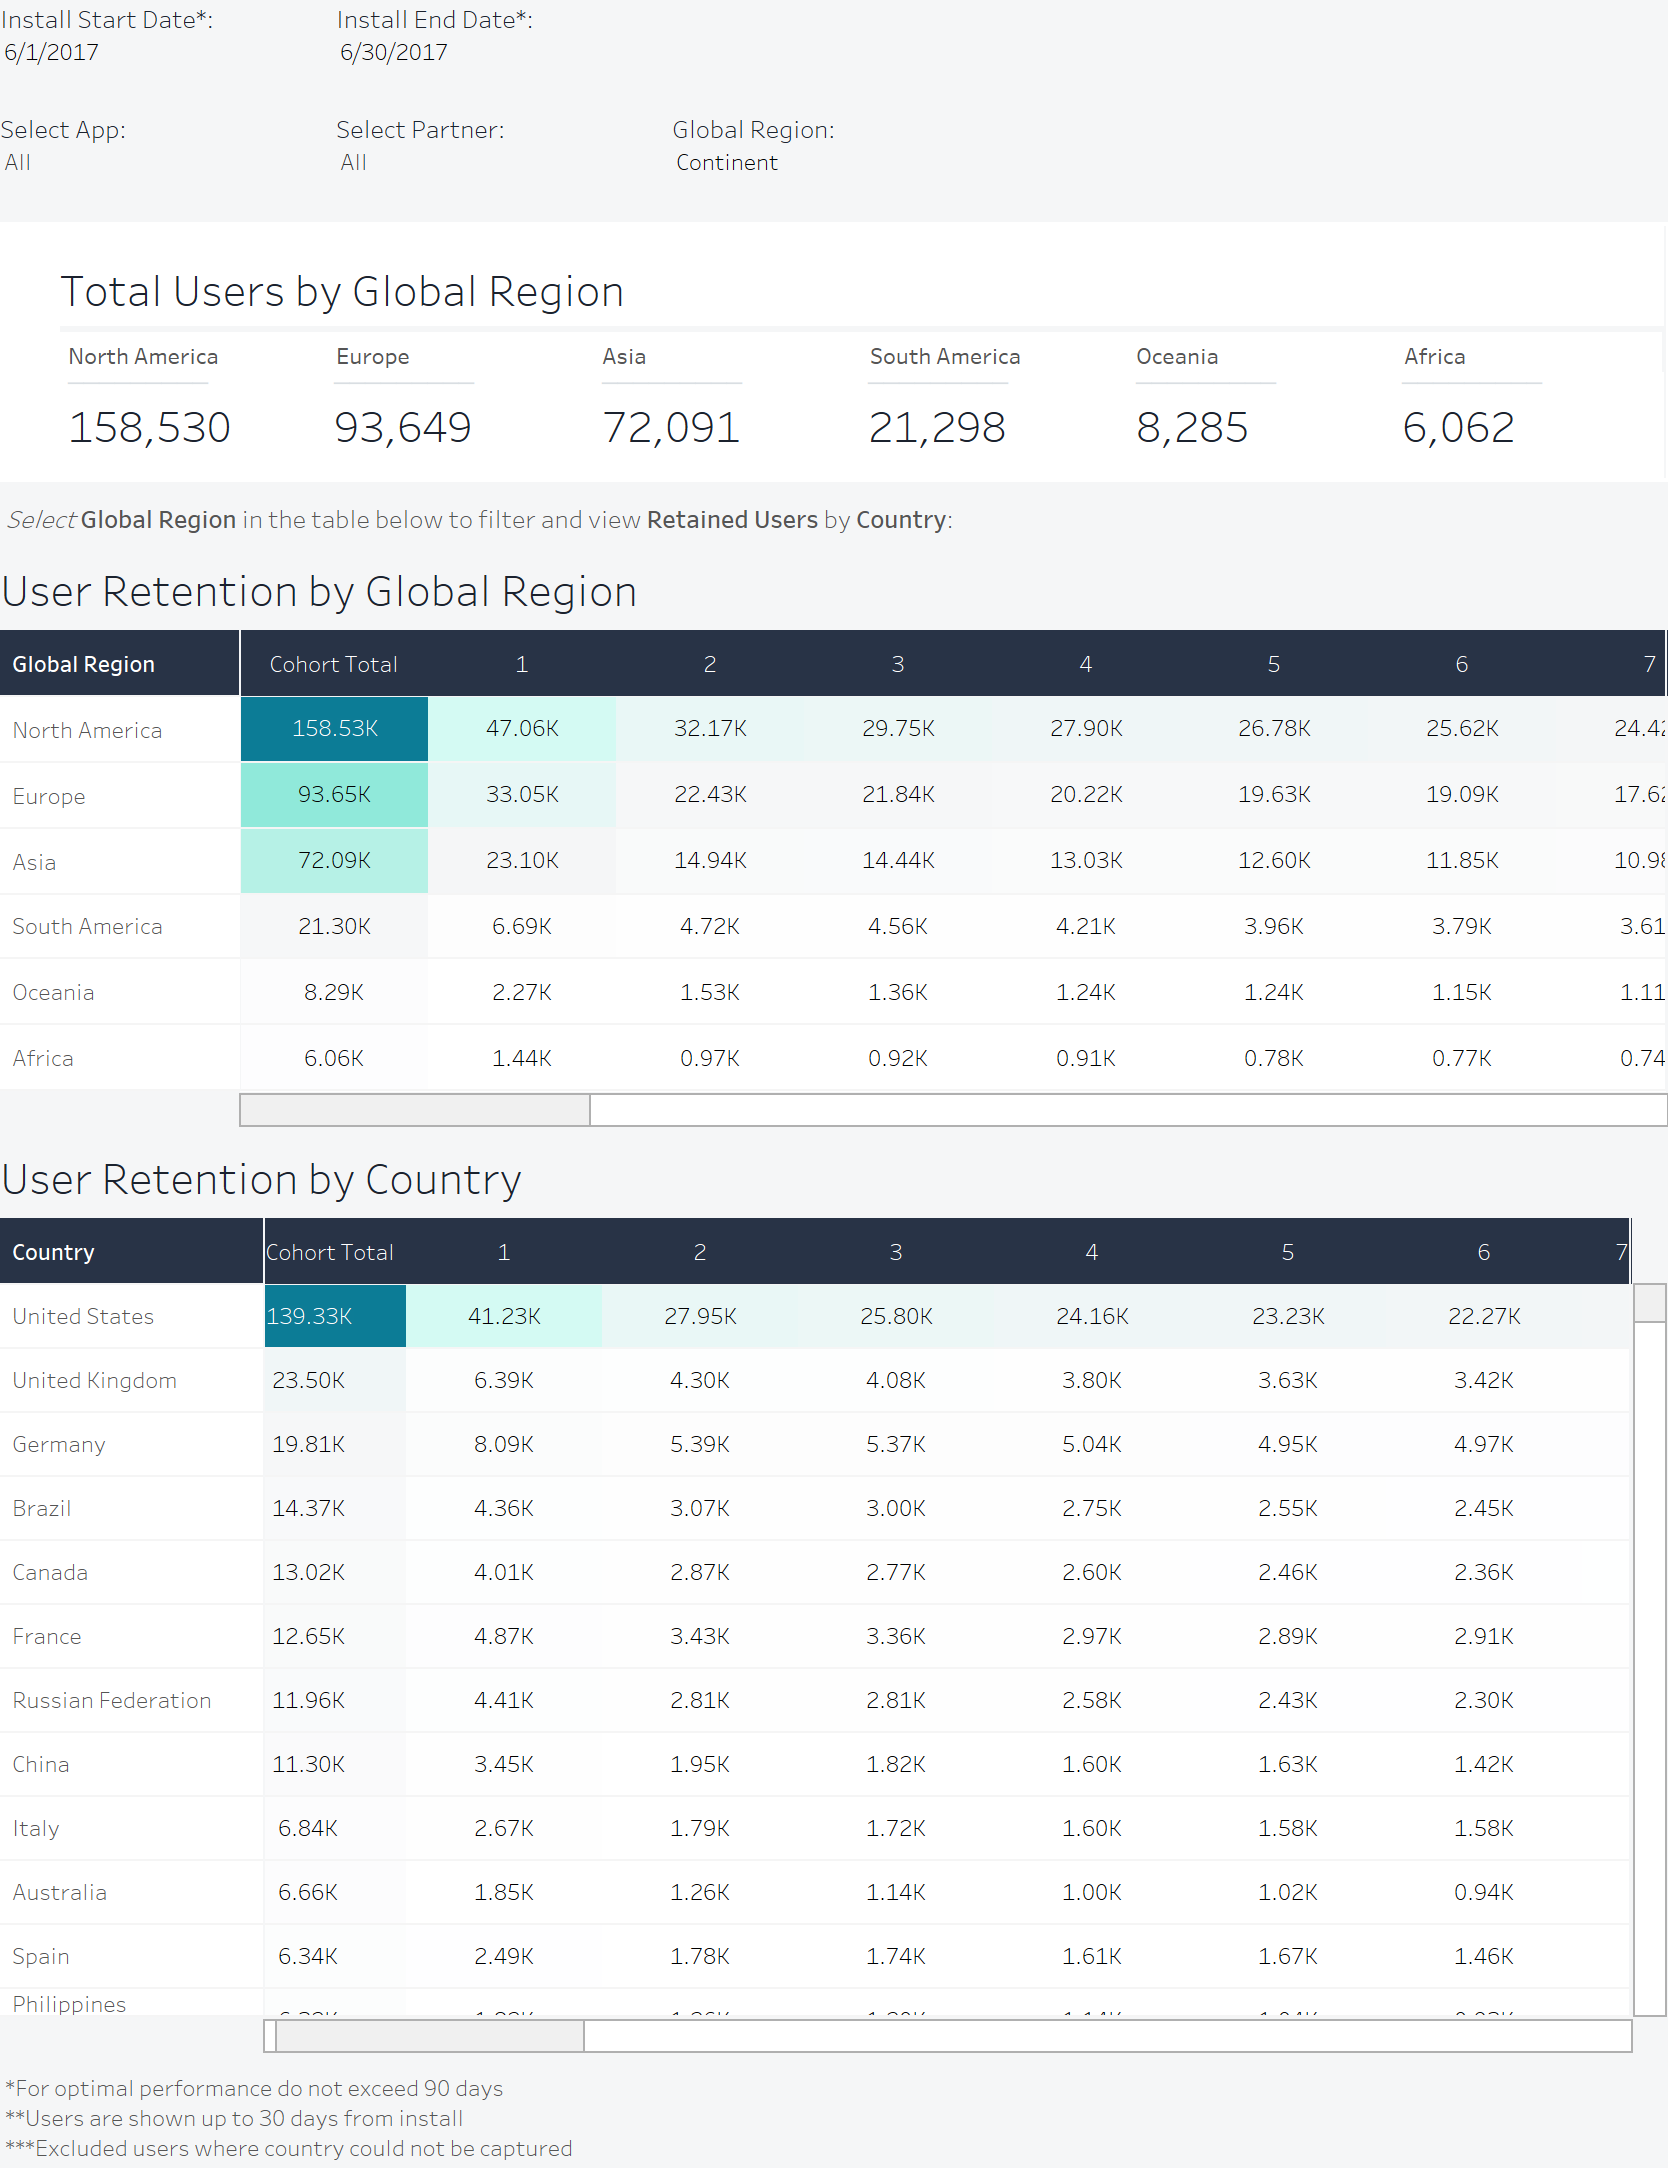 Install Start Date*: Install End Date*:
6/1/2017 6/30/2017
Select App: Select Partner: Global Region:
All All Continent
Total Users by Global Region
North America Europe Asia South America Oceania Africa
158,530 93,649 72,091 21,298 8,285 6,062
Select Global Region in the table below to filter and view Retained Users by Country:
User Retention by Global Region
Global Region Cohort Total 1 2 3 4 5 6 7
North America 158.53K 47.06K 32.17K 29.75K 27.90K 26.78K 25.62K
Europe 93.65K 33.05K 22.43K 21.84K 20.22K 19.63K 19.09K
Asia 72.09K 23.10K 14.94K 14.44K 13.03K 12.60K 11.85K
South America 21.30K 6.69K 4.72K 4.56K 4.21K 3.96K 3.79K 3.61
Oceania 8.29K 2.27K 1.53K 1.36K 1.24K 1.24K 1.15K 1.11
Africa 6.06K 1.44K 0.97K 0.92K 0.91K 0.78K 0.77K 0.74
User Retention by Country
Country Cohort Total 1 2 3 4 5 6 7
United States 139.33K 41.23K 27.95K 25.80K 24.16K 23.23K 22.27K
United Kingdom 23.50K 6.39K 4.30K 4.08K 3.80K 3.63K 3.42K
Germany 19.81K 8.09K 5.39K 5.37K 5.04K 4.95K 4.97K
Brazil 14.37K 4.36K 3.07K 3.00K 2.75K 2.55K 2.45K
Canada 13.02K 4.01K 2.87K 2.77K 2.60K 2.46K 2.36K
France 12.65K 4.87K 3.43K 3.36K 2.97K 2.89K 2.91K
Russian Federation 11.96K 4.41K 2.81K 2.81K 2.58K 2.43K 2.30K
China 11.30K 3.45K 1.95K 1.82K 1.60K 1.63K 1.42K
Italy 6.84K 2.67K 1.79K 1.72K 1.60K 1.58K 1.58K
Australia 6.66K 1.85K 1.26K 1.14K 1.00K 1.02K 0.94K
Spain 6.34K 2.49K 1.78K 1.74K 1.61K 1.67K 1.46K
Philippines
*For optimal performance do not exceed 90 days
**Users are shown up to 30 days from install
***Excluded users where country could not be captured